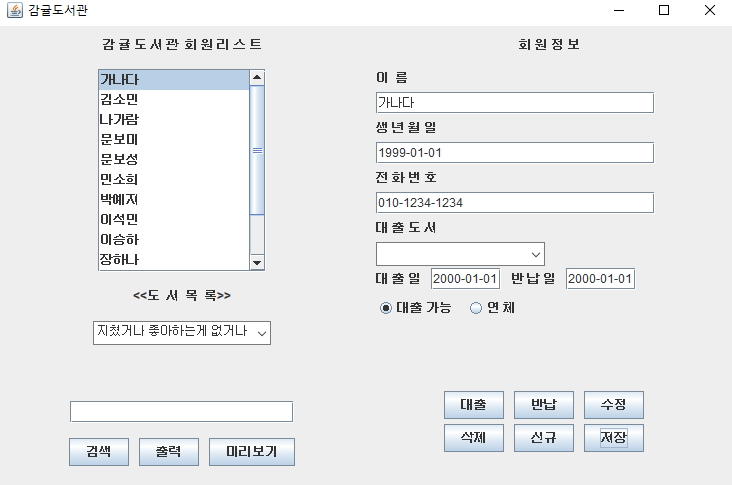 감귤도서관
감귤도서관 회원리스트
가나다
김소민
나가람
문보미
문보성
민소희
박예지
이석민
이승하
장하나
<<도 서 목 록>>
지쳤거나 좋아하는게 없거나
검색 출력 미리보기
회원정보
이 름
가나다
생년월일
1999-01-01
전화번호
010-1234-1234
대출도서
대출일 2000-01-01 반납일 2000-01-01
대출 가능 연체
대출 반납 수정
삭제 신규 저장